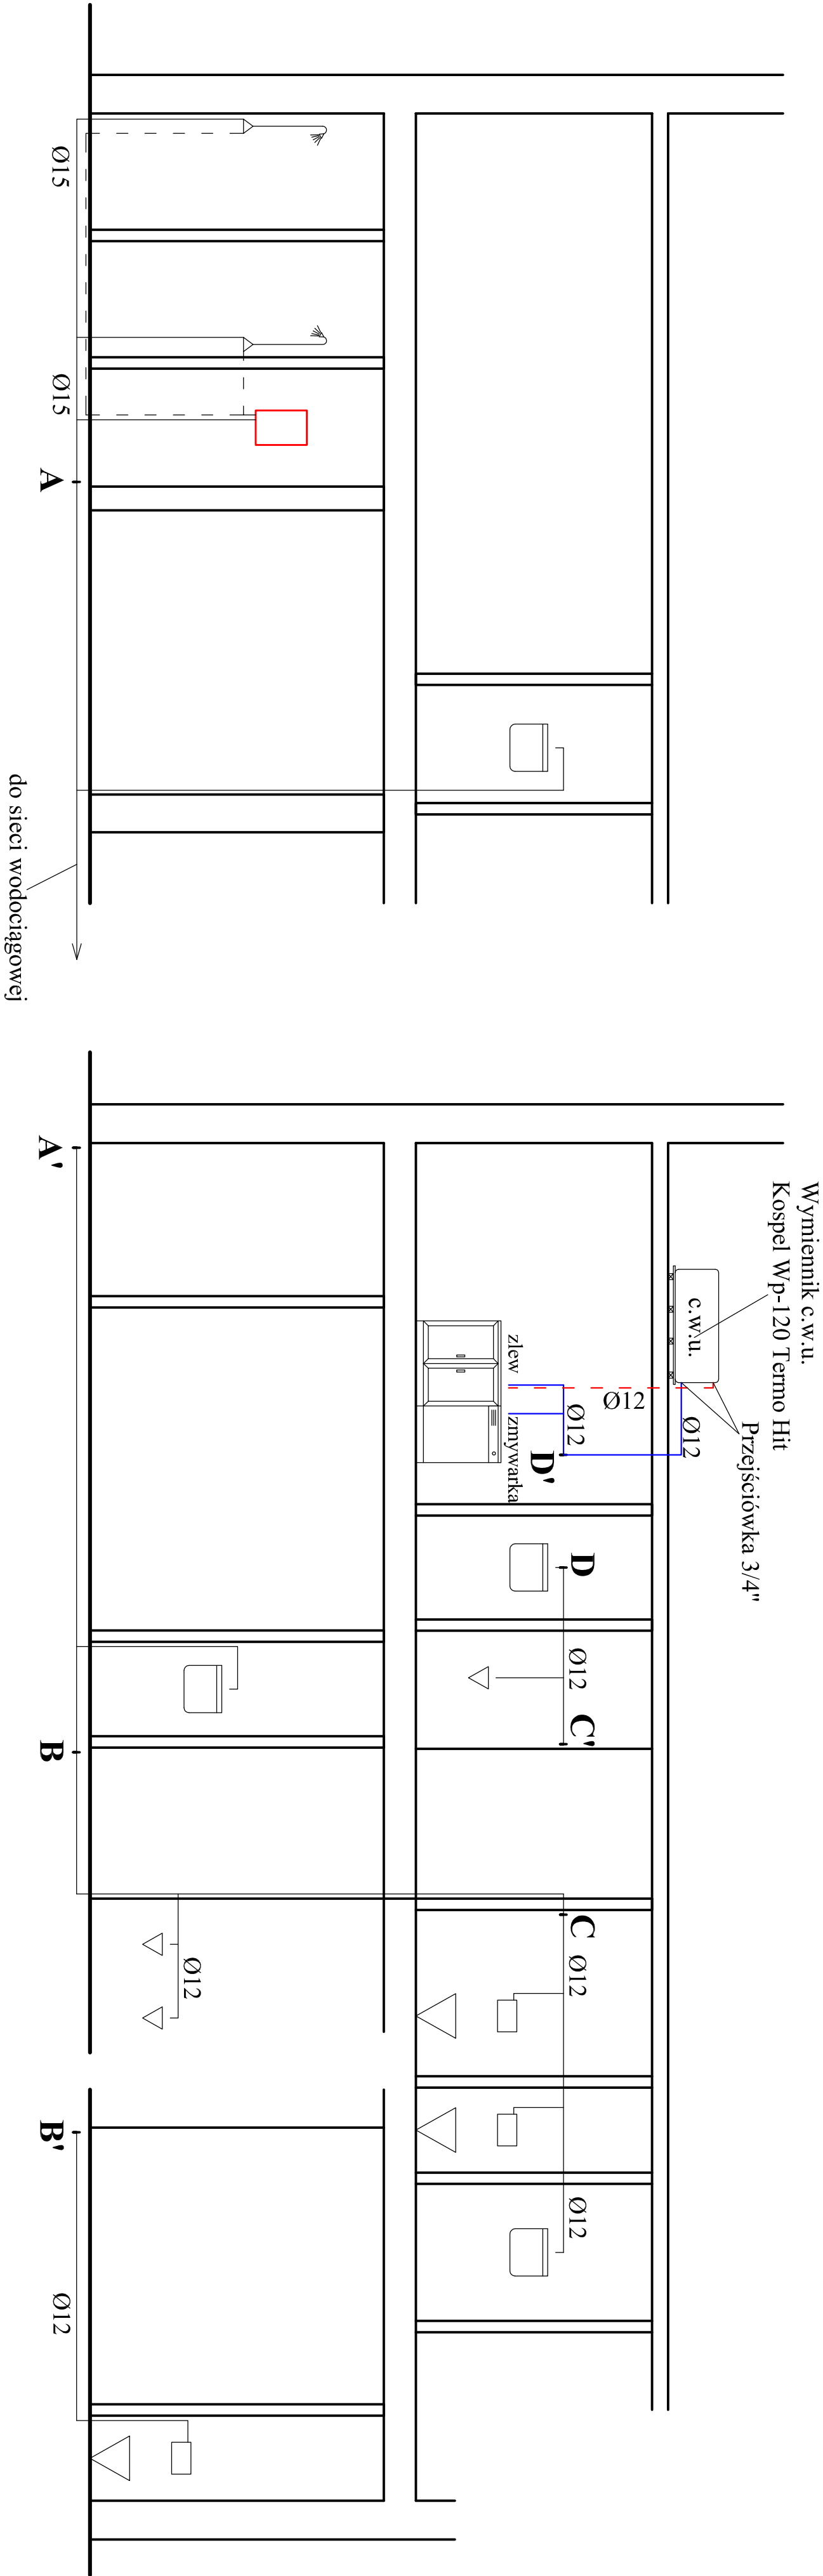 Wymiennik c.w.u.
Kospel Wp-120 Termo Hit
Przejściówka 3/4"
c.w.u.
Ø12
Ø12
Ø12
zlew
zmywarka
D'
D
Ø12
C'
C
Ø12
Ø12
Ø12
Ø15
Ø15
A
do sieci wodociągowej
A'
B
B'
Ø12